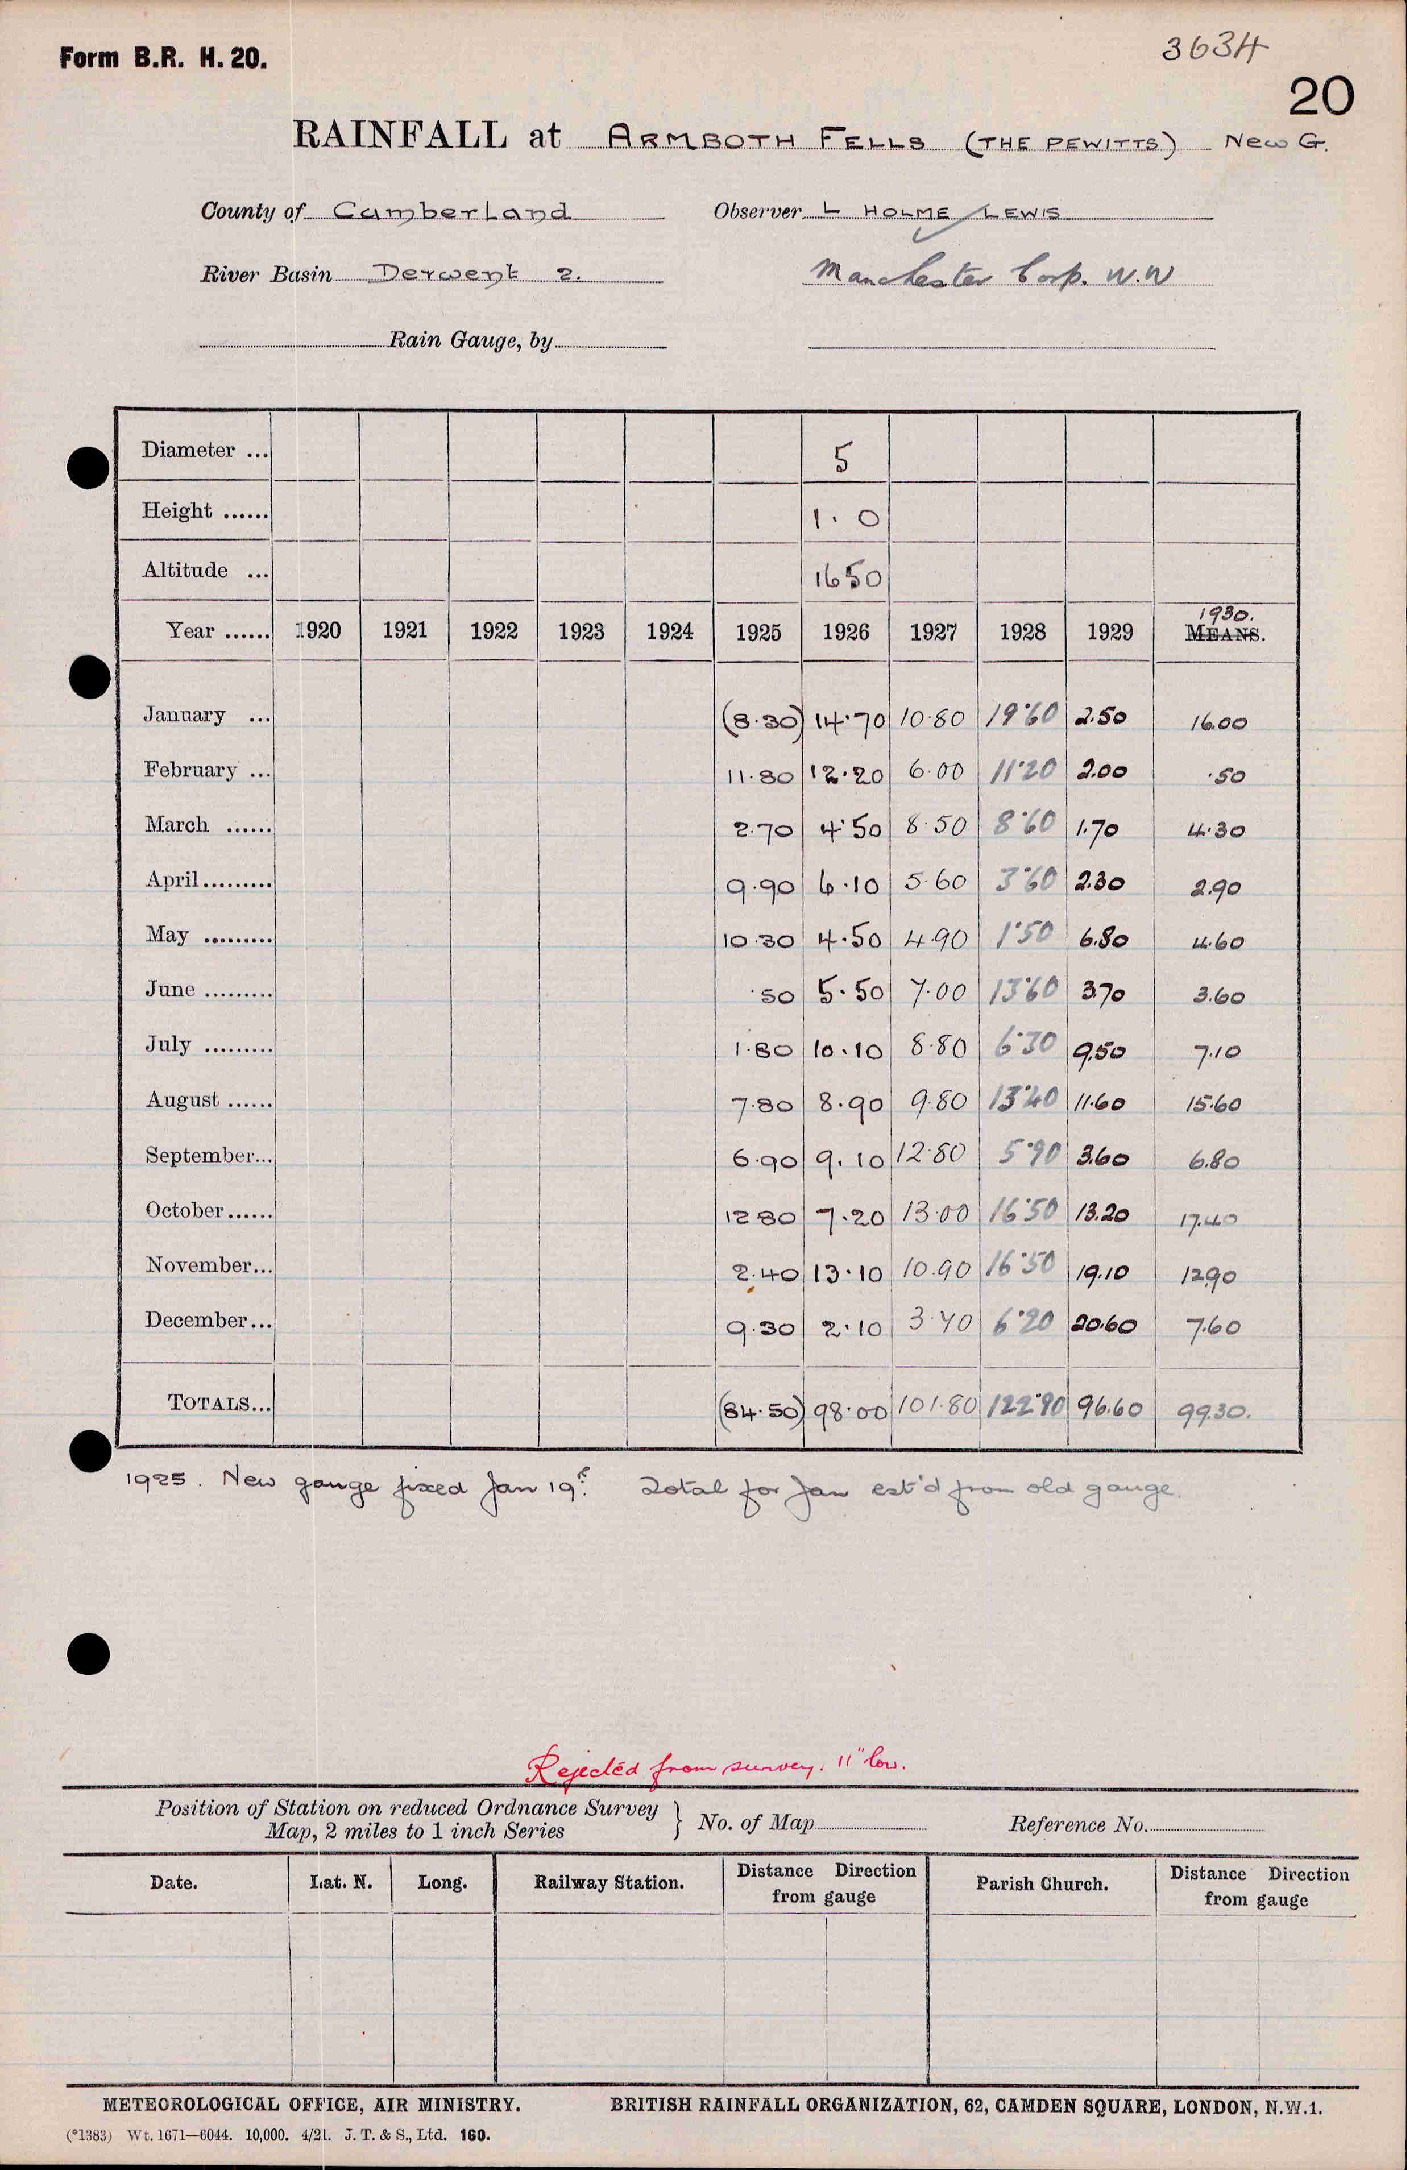 Form B.R. H. 20.
3634
20
RAINFALL at ARMBOTH FELLS (THE PEWITTS) New G.
County of Cumberland Observer L HOLME LEWIS
River Basin Derwent 2. Manchester Corp. W.W
Rain Gauge, by
Diameter ... 5
Height ...... 1.0
Altitude ... 1650
1930.
Year ...... 1920 1921 1922 1923 1924 1925 1926 1927 1928 1929 MEANS.
January ... (8.30) 14.70 10.80 19.60 2.50 16.00
February ... 11.80 12.20 6.00 11.20 2.00 .50
March ...... 2.70 4.50 8.50 8.60 1.70 4.30
April ......... 9.90 6.10 5.60 3.60 2.30 2.90
May ......... 10.30 4.50 4.90 1.50 6.80 4.60
June ......... .50 5.50 7.00 13.60 3.70 3.60
July ......... 1.80 10.10 8.80 6.30 9.50 7.10
August ...... 7.80 8.90 9.80 13.40 11.60 15.60
September... 6.90 9.10 12.80 5.90 3.60 6.80
October ...... 12.80 7.20 13.00 16.50 13.20 17.40
November... 2.40 13.10 10.90 16.50 19.10 12.90
December... 9.30 2.10 3.70 6.20 20.60 7.60
TOTALS... (84.50) 98.00 101.80 122.90 96.60 99.30.
1925. New gauge fixed Jan 19th. Total for Jan est'd from old gauge.
Rejected from survey. 11" low.
Position of Station on reduced Ordnance Survey
Map, 2 miles to 1 inch Series } No. of Map Reference No.
Date. Lat. N. Long. Railway Station. Distance Direction from gauge Parish Church. Distance Direction from gauge
METEOROLOGICAL OFFICE, AIR MINISTRY. BRITISH RAINFALL ORGANIZATION, 62, CAMDEN SQUARE, LONDON, N.W.1.
(*1383) Wt. 1671—6044. 10,000. 4/21. J. T. & S., Ltd. 160.